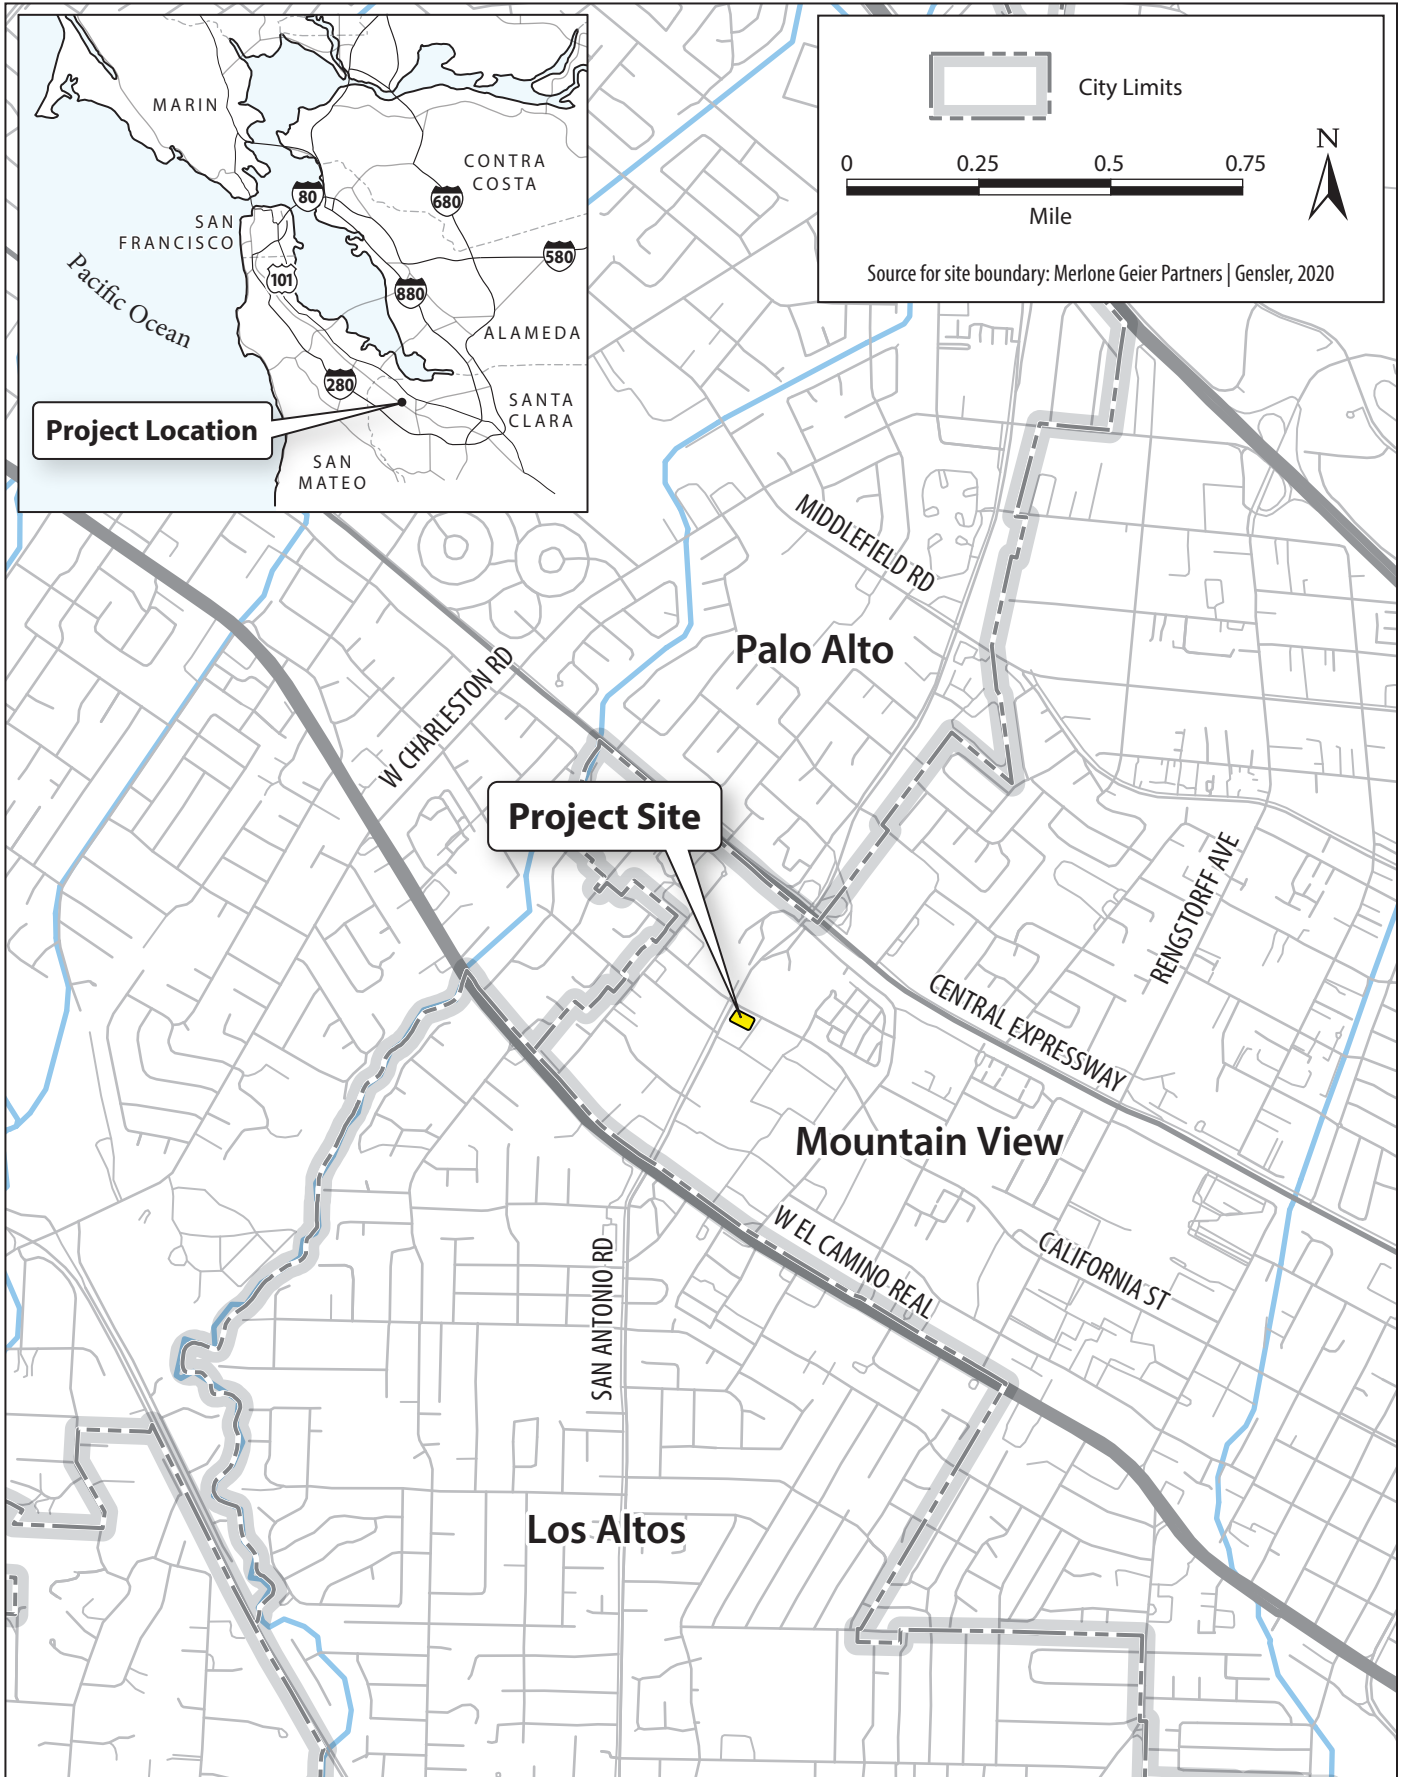 MARIN
CONTRA
COSTA
80
680
SAN
FRANCISCO
580
101
880
Pacific Ocean
ALAMEDA
280
SANTA
CLARA
Project Location
SAN
MATEO
City Limits
N
0 0.25 0.5 0.75
Mile
Source for site boundary: Merlone Geier Partners | Gensler, 2020
MIDDLEFIELD RD
Palo Alto
W CHARLESTON RD
Project Site
RENGSTORFF AVE
CENTRAL EXPRESSWAY
Mountain View
W EL CAMINO REAL
CALIFORNIA ST
SAN ANTONIO RD
Los Altos